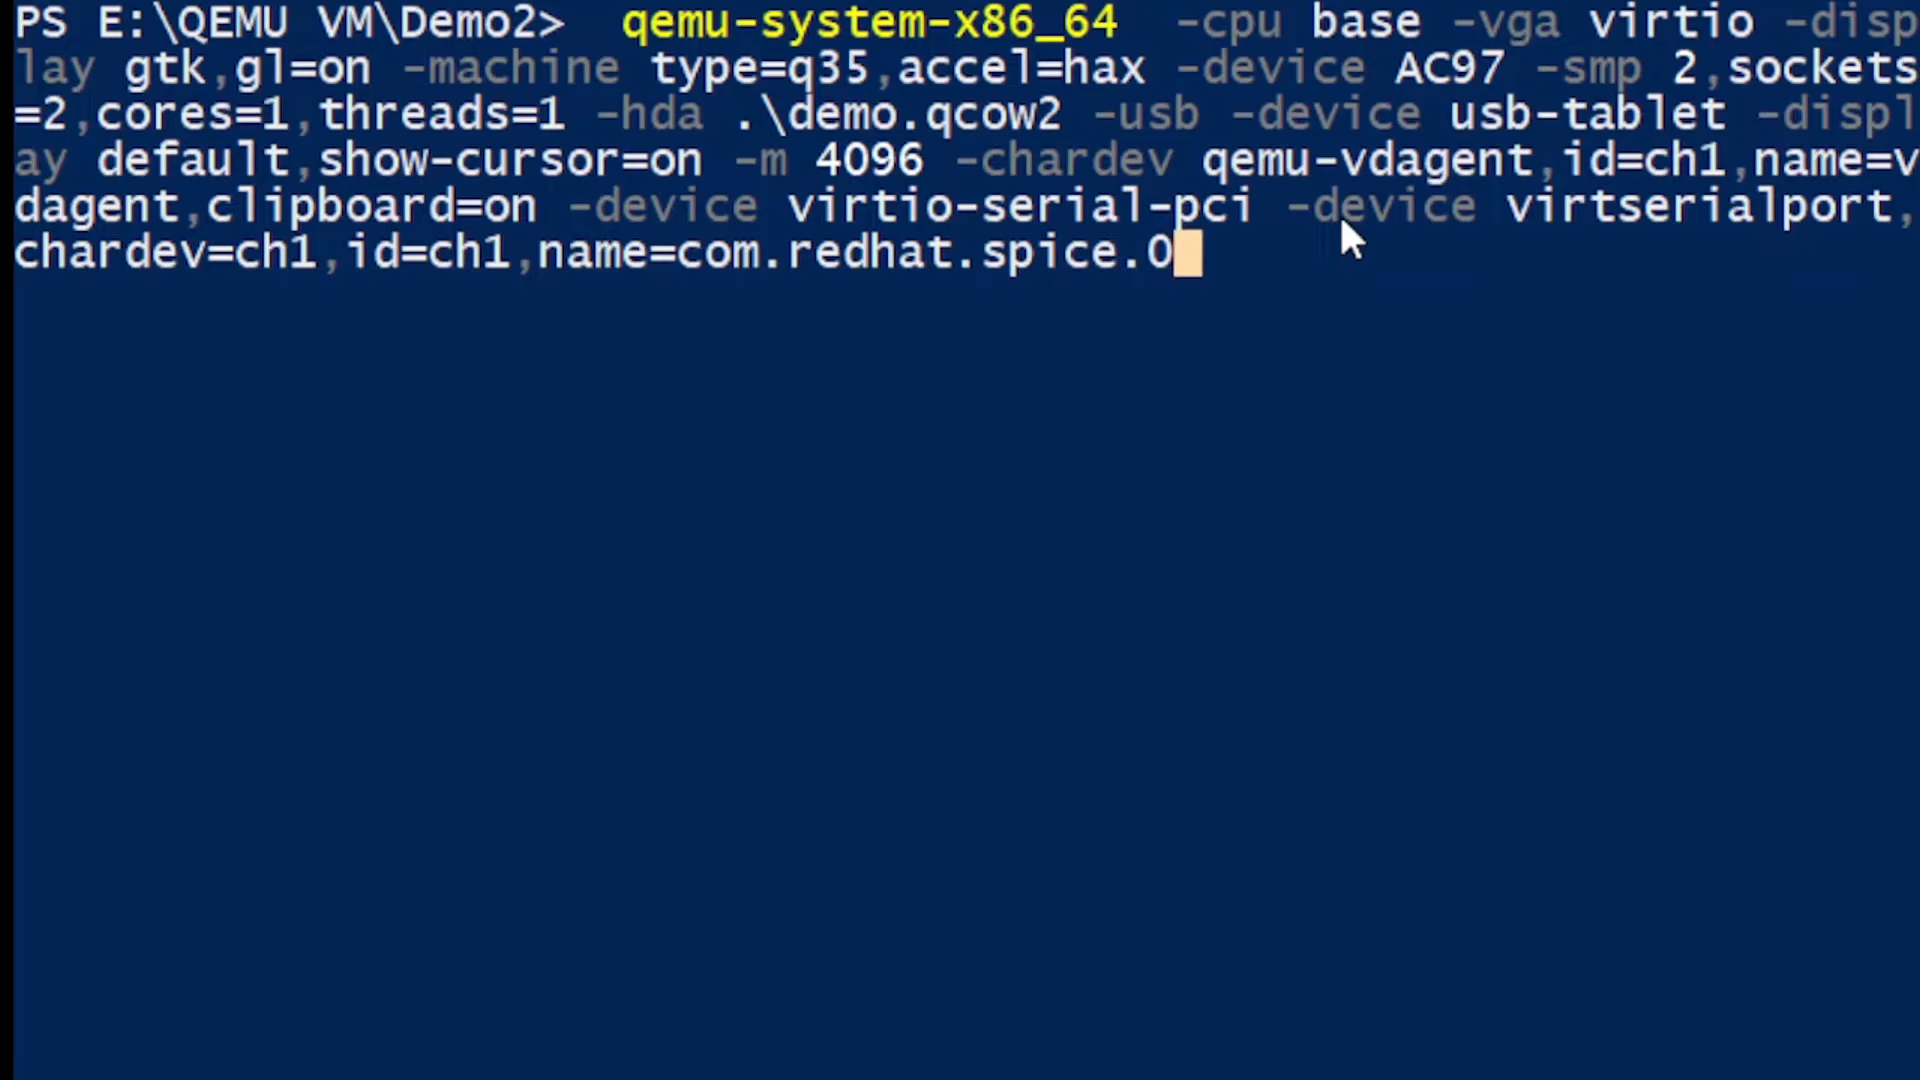 PS E:\QEMU VM\Demo2>  qemu-system-x86_64  -cpu base -vga virtio -disp
lay gtk,gl=on -machine type=q35,accel=hax -device AC97 -smp 2,sockets
=2,cores=1,threads=1 -hda .\demo.qcow2 -usb -device usb-tablet -displ
ay default,show-cursor=on -m 4096 -chardev qemu-vdagent,id=ch1,name=v
dagent,clipboard=on -device virtio-serial-pci -device virtserialport,
chardev=ch1,id=ch1,name=com.redhat.spice.0